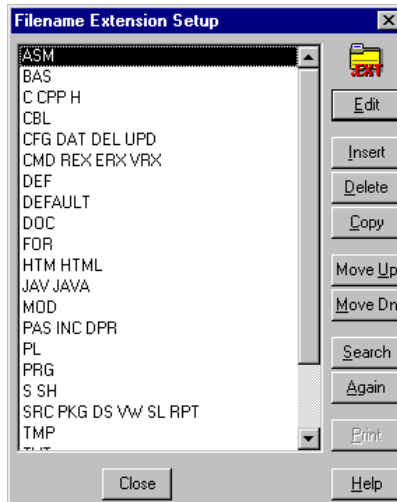 Filename Extension Setup
ASM
BAS
C CPP H
CBL
CFG DAT DEL UPD
CMD REX ERX VRX
DEF
DEFAULT
DOC
FOR
HTM HTML
JAV JAVA
MOD
PAS INC DPR
PL
PRG
S SH
SRC PKG DS VW SL RPT
TMP
.EXT
Edit
Insert
Delete
Copy
Move Up
Move Dn
Search
Again
Print
Close
Help